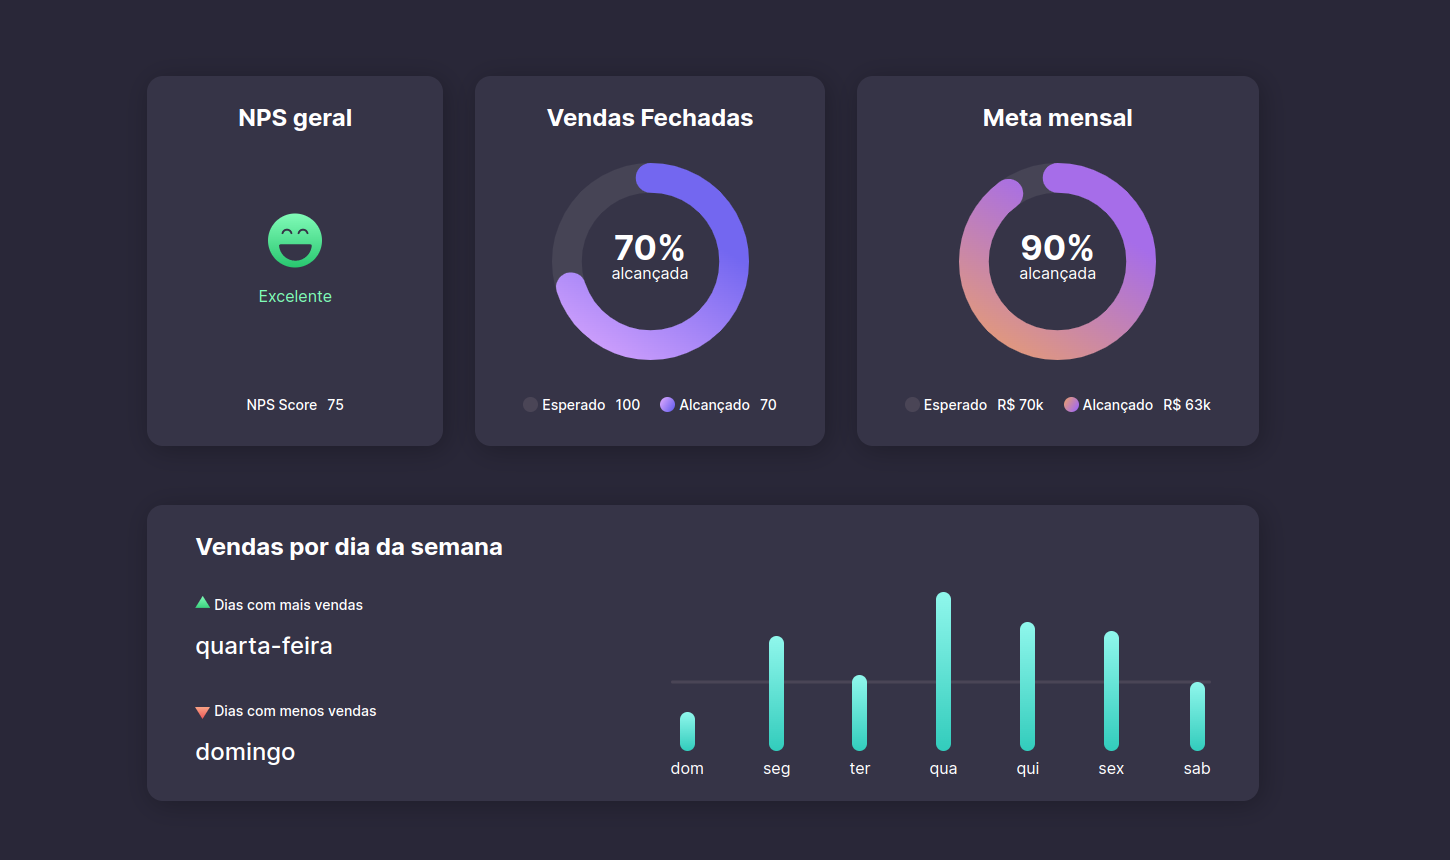 NPS geral
Excelente
NPS Score 75
Vendas Fechadas
70%
alcançada
Esperado 100 Alcançado 70
Meta mensal
90%
alcançada
Esperado R$ 70k Alcançado R$ 63k
Vendas por dia da semana
Dias com mais vendas
quarta-feira
Dias com menos vendas
domingo
dom seg ter qua qui sex sab